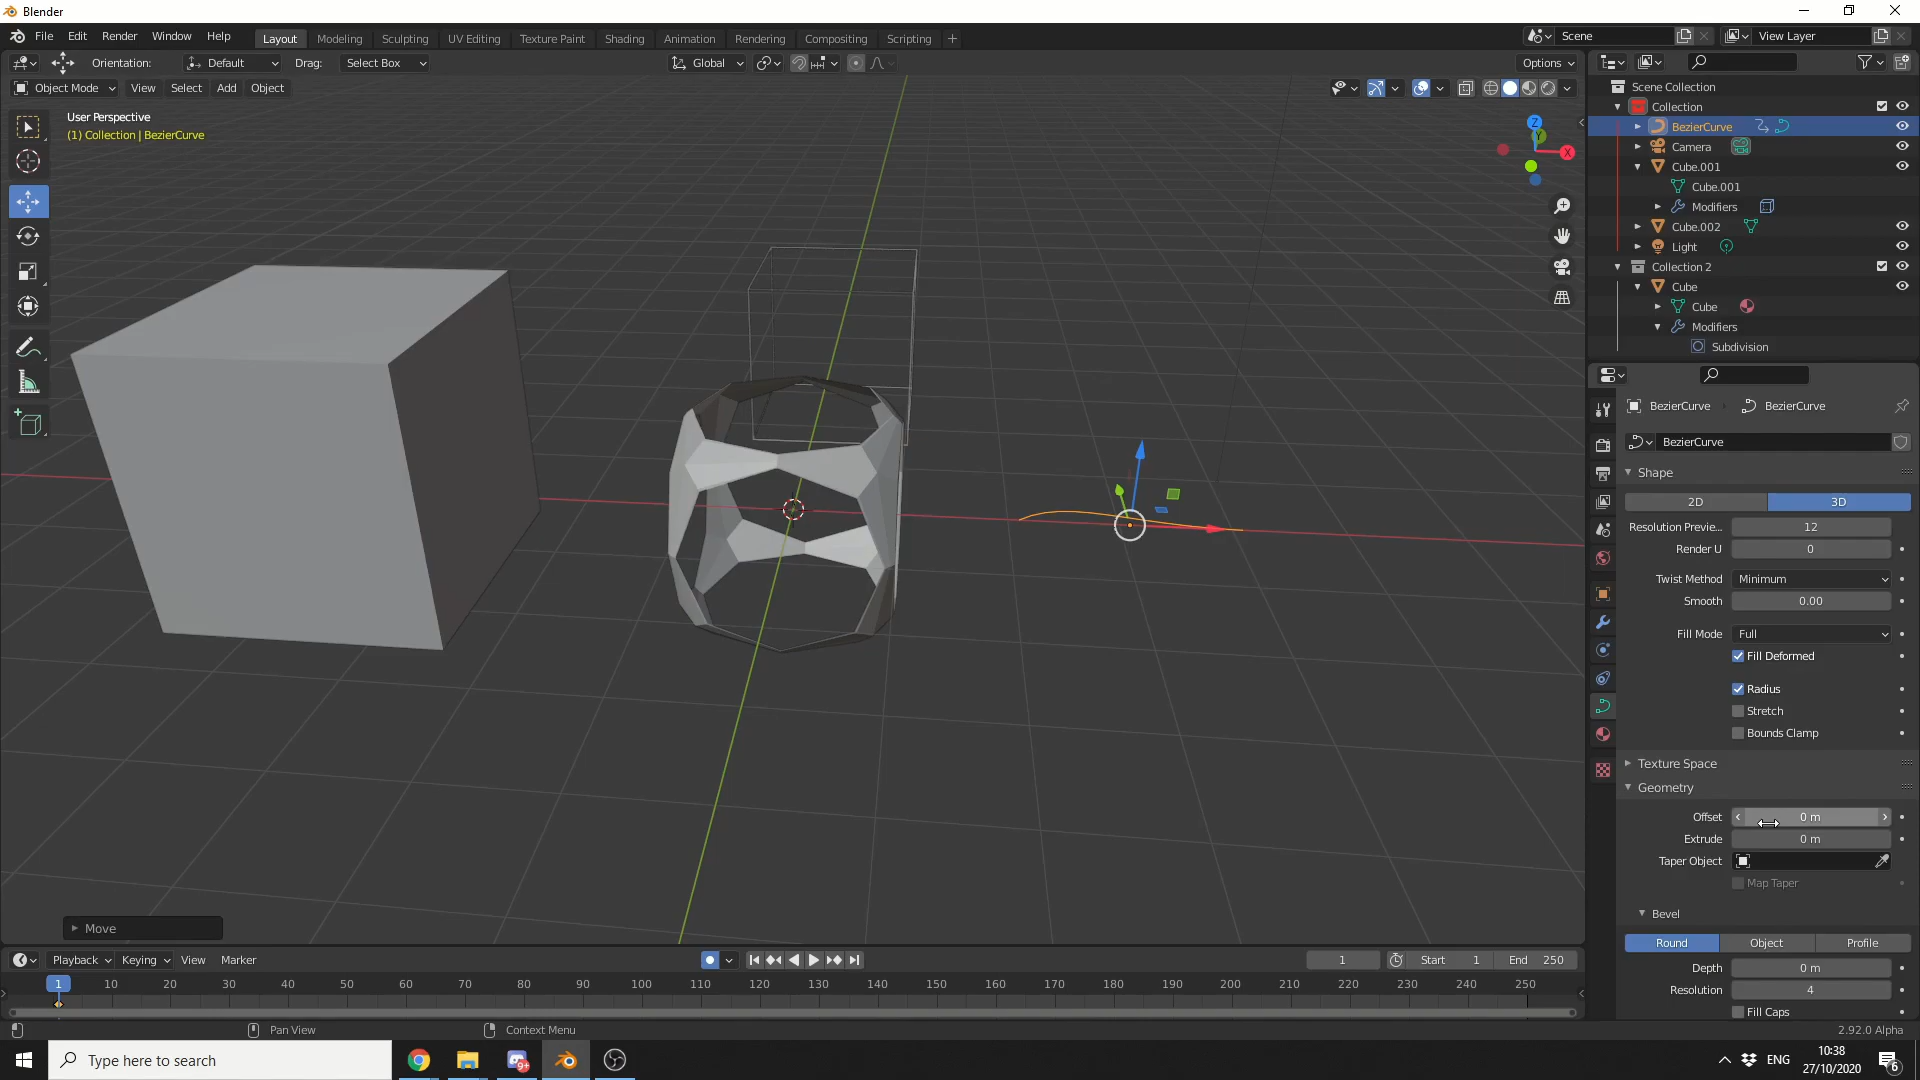 Blender
File Edit Render Window Help Layout Modeling Sculpting UV Editing Texture Paint Shading Animation Rendering Compositing Scripting + Scene View Layer
Orientation: Default Drag: Select Box Global Options
Object Mode View Select Add Object
User Perspective
(1) Collection | BezierCurve
Z
Y
X
Scene Collection
Collection
BezierCurve
Camera
Cube.001
Cube.001
Modifiers
Cube.002
Light
Collection 2
Cube
Cube
Modifiers
Subdivision
BezierCurve BezierCurve
BezierCurve
Shape
2D 3D
Resolution Previe... 12
Render U 0
Twist Method Minimum
Smooth 0.00
Fill Mode Full
Fill Deformed
Radius
Stretch
Bounds Clamp
Texture Space
Geometry
Offset 0 m
Extrude 0 m
Taper Object
Map Taper
Bevel
Round Object Profile
Depth 0 m
Resolution 4
Fill Caps
Move
Playback Keying View Marker 1 Start 1 End 250
1 10 20 30 40 50 60 70 80 90 100 110 120 130 140 150 160 170 180 190 200 210 220 230 240 250
Pan View Context Menu 2.92.0 Alpha
Type here to search 9+ ENG 10:38
27/10/2020 6